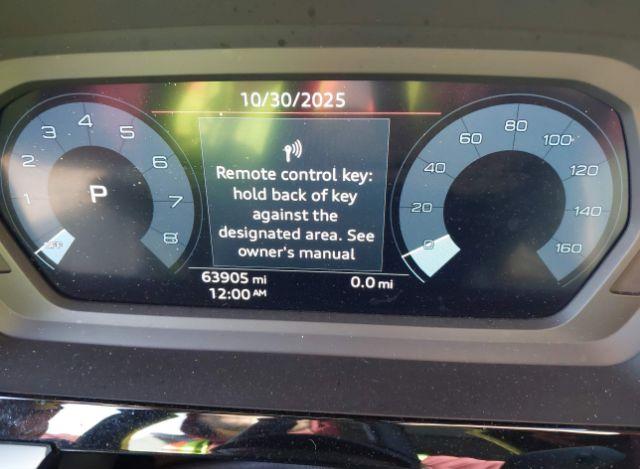 10/30/2025
Remote control key:
hold back of key
against the
designated area. See
owner's manual
1 2 3 4 5 6 7 8
P
OFF
0 20 40 60 80 100 120 140 160
63905 mi 0.0 mi
12:00 AM